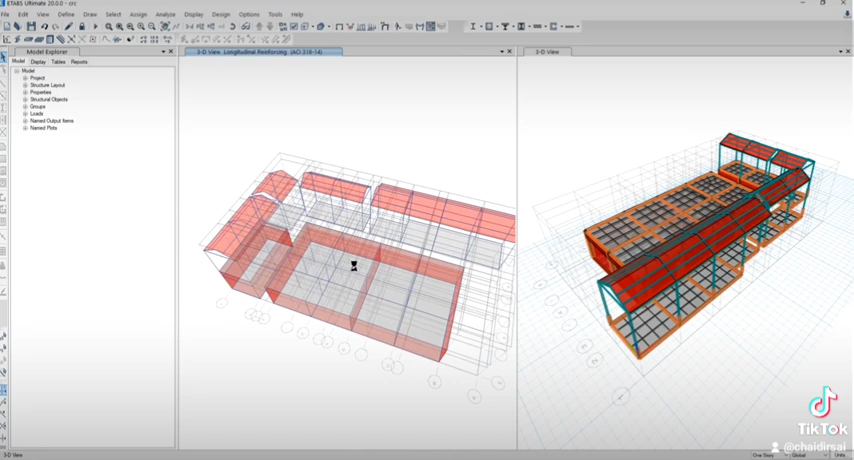 ETABS Ultimate 20.0.0 - crc
File Edit View Define Draw Select Assign Analyze Display Design Options Tools Help
Model Explorer
3-D View Longitudinal Reinforcing (ACI 318-14)
3-D View
Model Display Tables Reports
Model
Project
Structure Layout
Properties
Structural Objects
Groups
Loads
Named Output Items
Named Plots
TikTok
@chaidirsai
3-D View
One Story
Global
Units...